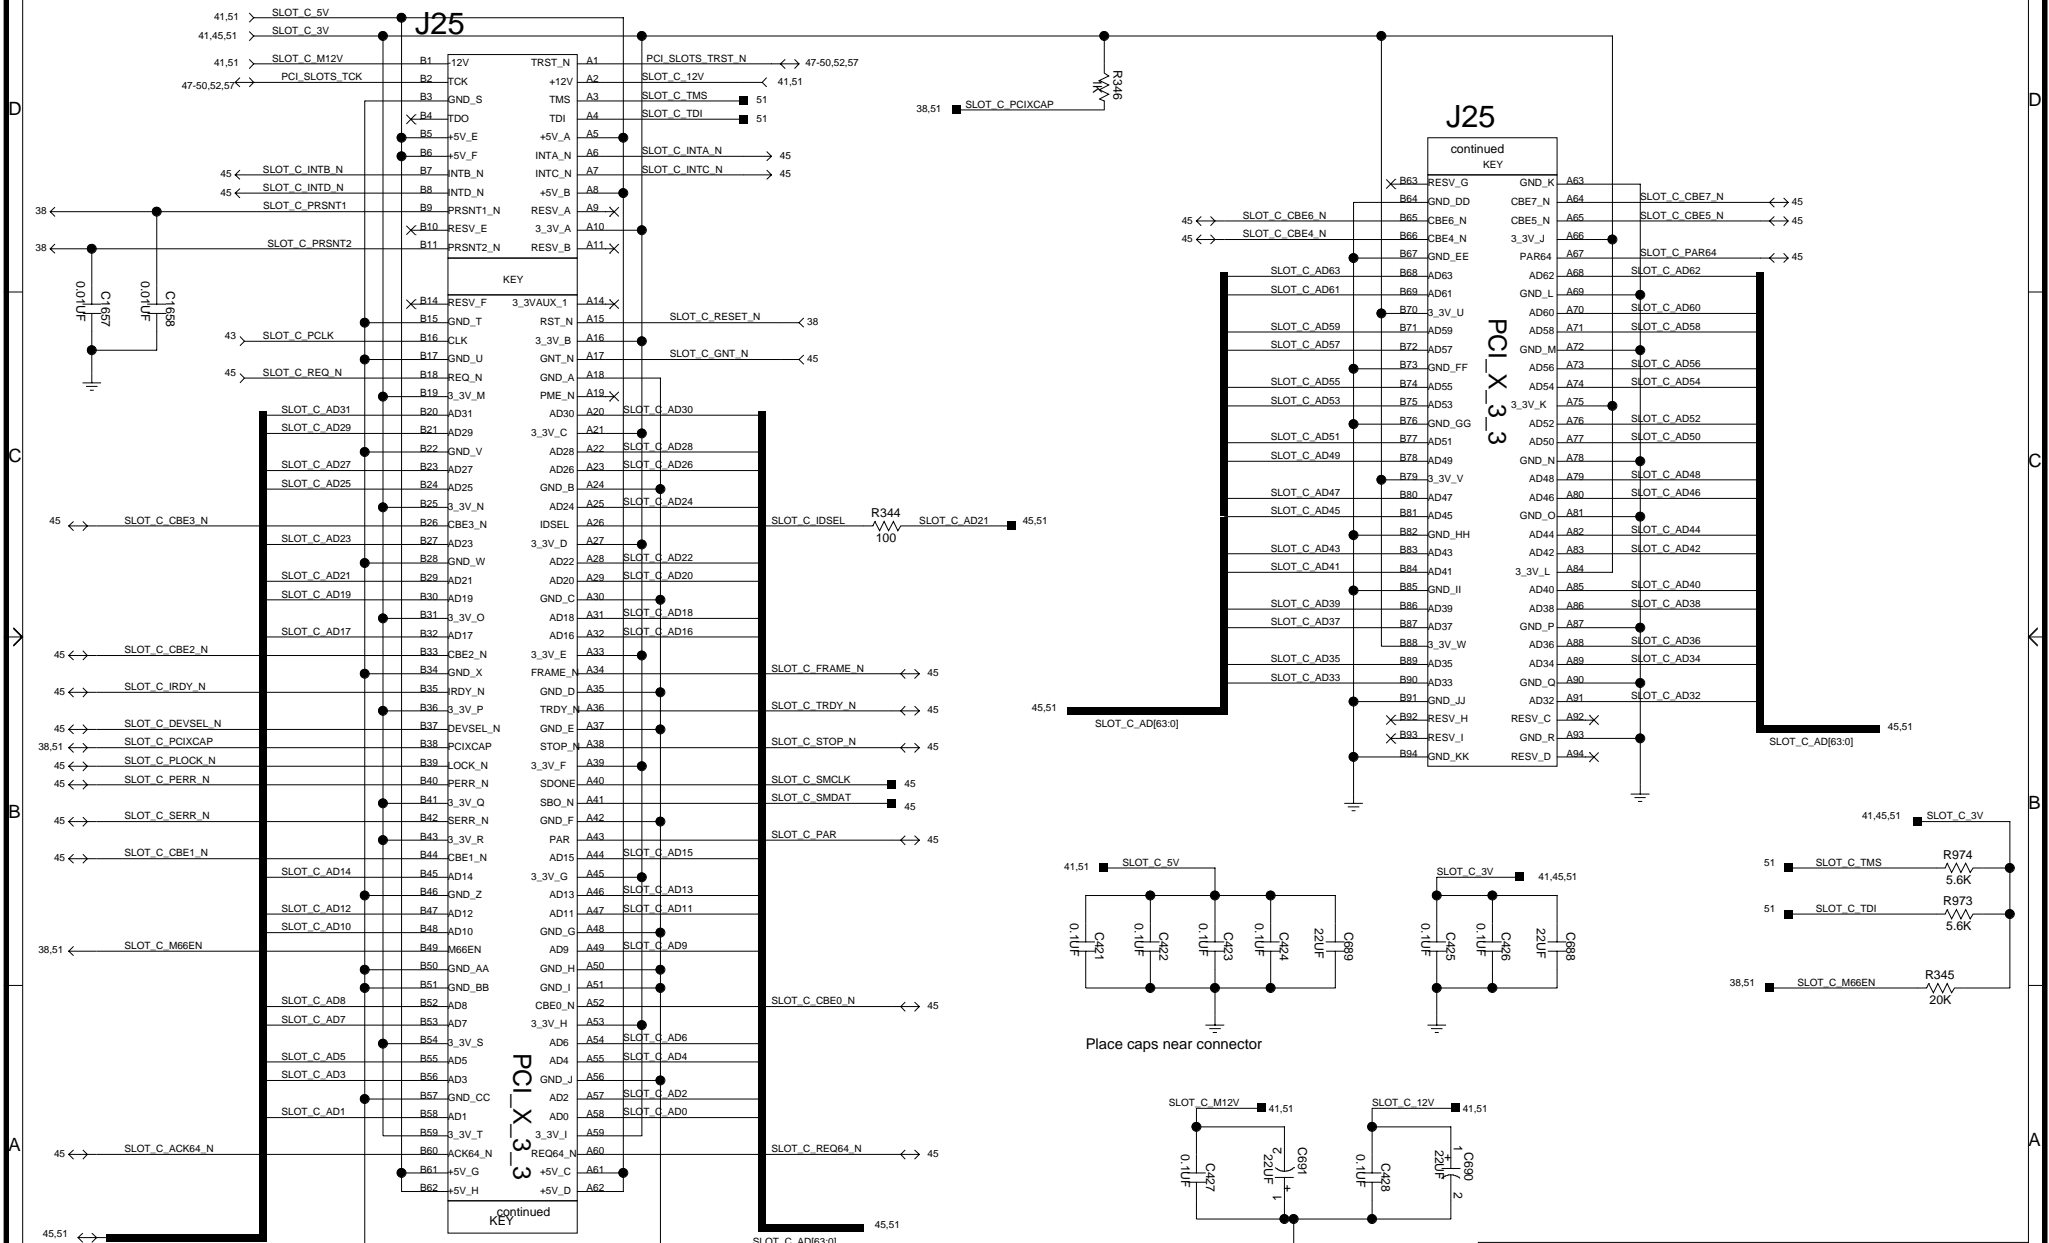 41,51 SLOT_C_5V
J25
41,45,51 SLOT_C_3V
41,51 SLOT_C_M12V B1 -12V TRST_N A1 PCI_SLOTS_TRST_N 47-50,52,57
47-50,52,57 PCI_SLOTS_TCK B2 TCK +12V A2 SLOT_C_12V 41,51
B3 GND_S TMS A3 SLOT_C_TMS 51
B4 TDO TDI A4 SLOT_C_TDI 51
B5 +5V_E +5V_A A5
B6 +5V_F INTA_N A6 SLOT_C_INTA_N 45
45 SLOT_C_INTB_N B7 INTB_N INTC_N A7 SLOT_C_INTC_N 45
45 SLOT_C_INTD_N B8 INTD_N +5V_B A8
38 SLOT_C_PRSNT1 B9 PRSNT1_N RESV_A A9
B10 RESV_E 3_3V_A A10
38 SLOT_C_PRSNT2 B11 PRSNT2_N RESV_B A11
KEY
C1657 0.01UF
C1658 0.01UF
B14 RESV_F 3_3VAUX_1 A14
B15 GND_T RST_N A15 SLOT_C_RESET_N 38
43 SLOT_C_PCLK B16 CLK 3_3V_B A16
B17 GND_U GNT_N A17 SLOT_C_GNT_N 45
45 SLOT_C_REQ_N B18 REQ_N GND_A A18
B19 3_3V_M PME_N A19
SLOT_C_AD31 B20 AD31 AD30 A20 SLOT_C_AD30
SLOT_C_AD29 B21 AD29 3_3V_C A21
B22 GND_V AD28 A22 SLOT_C_AD28
SLOT_C_AD27 B23 AD27 AD26 A23 SLOT_C_AD26
SLOT_C_AD25 B24 AD25 GND_B A24
B25 3_3V_N AD24 A25 SLOT_C_AD24
45 SLOT_C_CBE3_N B26 CBE3_N IDSEL A26 SLOT_C_IDSEL R344 100 SLOT_C_AD21 45,51
SLOT_C_AD23 B27 AD23 3_3V_D A27
B28 GND_W AD22 A28 SLOT_C_AD22
SLOT_C_AD21 B29 AD21 AD20 A29 SLOT_C_AD20
SLOT_C_AD19 B30 AD19 GND_C A30
B31 3_3V_O AD18 A31 SLOT_C_AD18
SLOT_C_AD17 B32 AD17 AD16 A32 SLOT_C_AD16
45 SLOT_C_CBE2_N B33 CBE2_N 3_3V_E A33
B34 GND_X FRAME_N A34 SLOT_C_FRAME_N 45
45 SLOT_C_IRDY_N B35 IRDY_N GND_D A35
B36 3_3V_P TRDY_N A36 SLOT_C_TRDY_N 45
45 SLOT_C_DEVSEL_N B37 DEVSEL_N GND_E A37
38,51 SLOT_C_PCIXCAP B38 PCIXCAP STOP_N A38 SLOT_C_STOP_N 45
45 SLOT_C_PLOCK_N B39 LOCK_N 3_3V_F A39
45 SLOT_C_PERR_N B40 PERR_N SDONE A40 SLOT_C_SMCLK 45
B41 3_3V_Q SBO_N A41 SLOT_C_SMDAT 45
45 SLOT_C_SERR_N B42 SERR_N GND_F A42
B43 3_3V_R PAR A43 SLOT_C_PAR 45
45 SLOT_C_CBE1_N B44 CBE1_N AD15 A44 SLOT_C_AD15
SLOT_C_AD14 B45 AD14 3_3V_G A45
B46 GND_Z AD13 A46 SLOT_C_AD13
SLOT_C_AD12 B47 AD12 AD11 A47 SLOT_C_AD11
SLOT_C_AD10 B48 AD10 GND_G A48
38,51 SLOT_C_M66EN B49 M66EN AD9 A49 SLOT_C_AD9
B50 GND_AA GND_H A50
B51 GND_BB GND_I A51
SLOT_C_AD8 B52 AD8 CBE0_N A52 SLOT_C_CBE0_N 45
SLOT_C_AD7 B53 AD7 3_3V_H A53
B54 3_3V_S AD6 A54 SLOT_C_AD6
SLOT_C_AD5 B55 AD5 AD4 A55 SLOT_C_AD4
SLOT_C_AD3 B56 AD3 GND_J A56
B57 GND_CC AD2 A57 SLOT_C_AD2
SLOT_C_AD1 B58 AD1 AD0 A58 SLOT_C_AD0
B59 3_3V_T 3_3V_I A59
45 SLOT_C_ACK64_N B60 ACK64_N REQ64_N A60 SLOT_C_REQ64_N 45
B61 +5V_G +5V_C A61
B62 +5V_H +5V_D A62
PCI_X_3_3
continued
KEY
45,51
45,51
SLOT_C_AD[63:0]
R346 1K
38,51 SLOT_C_PCIXCAP
J25
continued
KEY
B63 RESV_G GND_K A63
B64 GND_DD CBE7_N A64 SLOT_C_CBE7_N 45
45 SLOT_C_CBE6_N B65 CBE6_N CBE5_N A65 SLOT_C_CBE5_N 45
45 SLOT_C_CBE4_N B66 CBE4_N 3_3V_J A66
B67 GND_EE PAR64 A67 SLOT_C_PAR64 45
SLOT_C_AD63 B68 AD63 AD62 A68 SLOT_C_AD62
SLOT_C_AD61 B69 AD61 GND_L A69
B70 3_3V_U AD60 A70 SLOT_C_AD60
SLOT_C_AD59 B71 AD59 AD58 A71 SLOT_C_AD58
SLOT_C_AD57 B72 AD57 GND_M A72
B73 GND_FF AD56 A73 SLOT_C_AD56
SLOT_C_AD55 B74 AD55 AD54 A74 SLOT_C_AD54
SLOT_C_AD53 B75 AD53 3_3V_K A75
B76 GND_GG AD52 A76 SLOT_C_AD52
SLOT_C_AD51 B77 AD51 AD50 A77 SLOT_C_AD50
SLOT_C_AD49 B78 AD49 GND_N A78
B79 3_3V_V AD48 A79 SLOT_C_AD48
SLOT_C_AD47 B80 AD47 AD46 A80 SLOT_C_AD46
SLOT_C_AD45 B81 AD45 GND_O A81
B82 GND_HH AD44 A82 SLOT_C_AD44
SLOT_C_AD43 B83 AD43 AD42 A83 SLOT_C_AD42
SLOT_C_AD41 B84 AD41 3_3V_L A84
B85 GND_II AD40 A85 SLOT_C_AD40
SLOT_C_AD39 B86 AD39 AD38 A86 SLOT_C_AD38
SLOT_C_AD37 B87 AD37 GND_P A87
B88 3_3V_W AD36 A88 SLOT_C_AD36
SLOT_C_AD35 B89 AD35 AD34 A89 SLOT_C_AD34
SLOT_C_AD33 B90 AD33 GND_Q A90
B91 GND_JJ AD32 A91 SLOT_C_AD32
B92 RESV_H RESV_C A92
B93 RESV_I GND_R A93
B94 GND_KK RESV_D A94
PCI_X_3_3
45,51 SLOT_C_AD[63:0]
45,51 SLOT_C_AD[63:0]
41,45,51 SLOT_C_3V
51 SLOT_C_TMS R974 5.6K
51 SLOT_C_TDI R973 5.6K
38,51 SLOT_C_M66EN R345 20K
41,51 SLOT_C_5V
C421 0.1UF
C422 0.1UF
C423 0.1UF
C424 0.1UF
C689 22UF
SLOT_C_3V 41,45,51
C425 0.1UF
C426 0.1UF
C688 22UF
Place caps near connector
SLOT_C_M12V 41,51
C427 0.1UF
2 C691 22UF + 1
SLOT_C_12V 41,51
C428 0.1UF
1 + C690 22UF 2
D
C
B
A
D
C
B
A